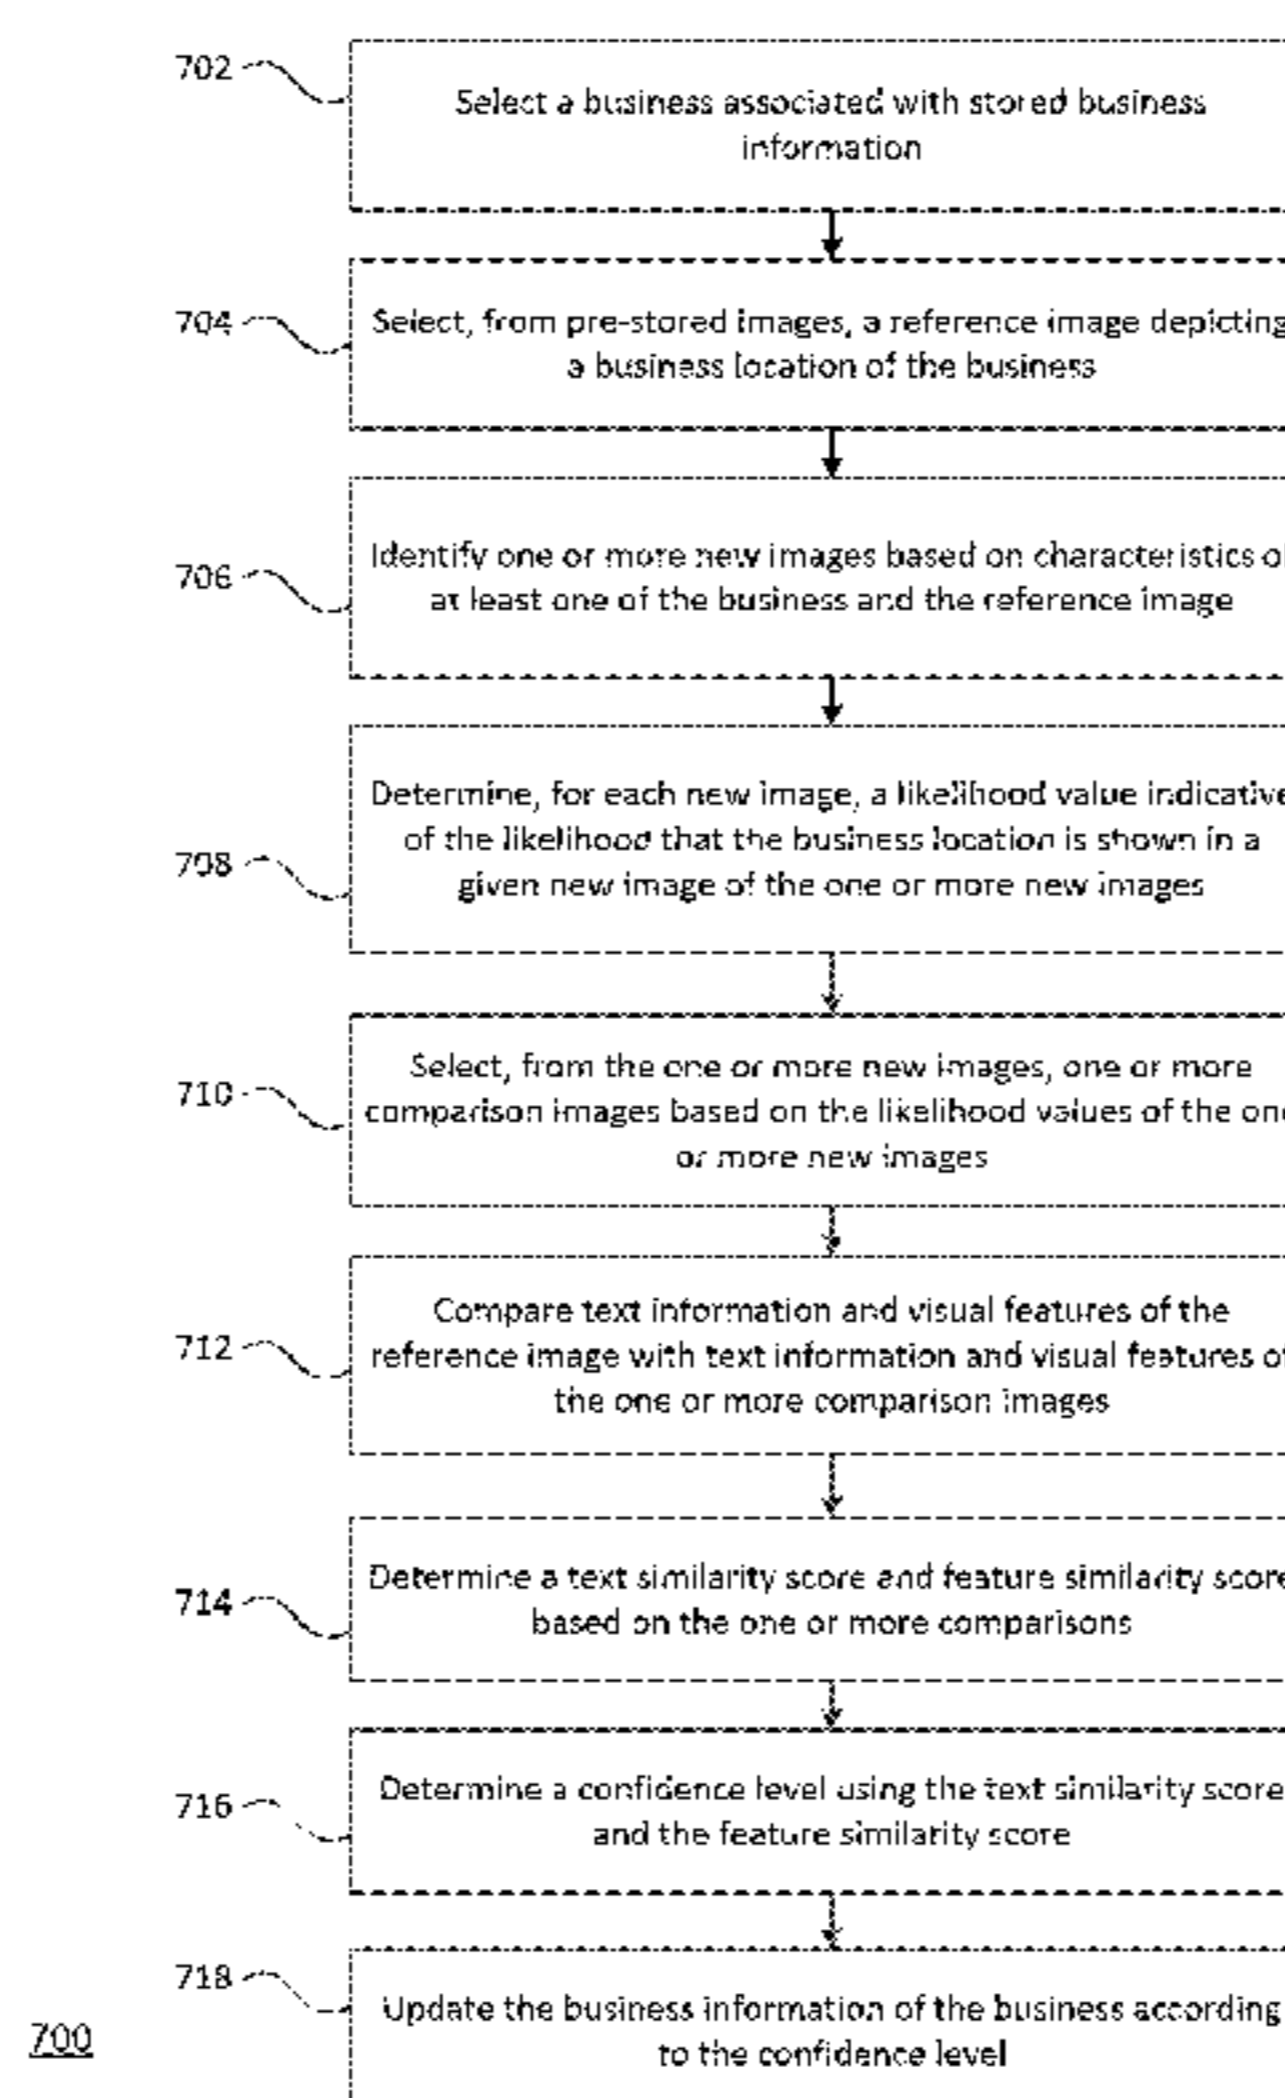 702
Select a business associated with stored business
information
704
Select, from pre-stored images, a reference image depicting
a business location of the business
706
Identify one or more new images based on characteristics of
at least one of the business and the reference image
708
Determine, for each new image, a likelihood value indicative
of the likelihood that the business location is shown in a
given new image of the one or more new images
710
Select, from the one or more new images, one or more
comparison images based on the likelihood values of the one
or more new images
712
Compare text information and visual features of the
reference image with text information and visual features of
the one or more comparison images
714
Determine a text similarity score and feature similarity score
based on the one or more comparisons
716
Determine a confidence level using the text similarity score
and the feature similarity score
718
Update the business information of the business according
to the confidence level
700